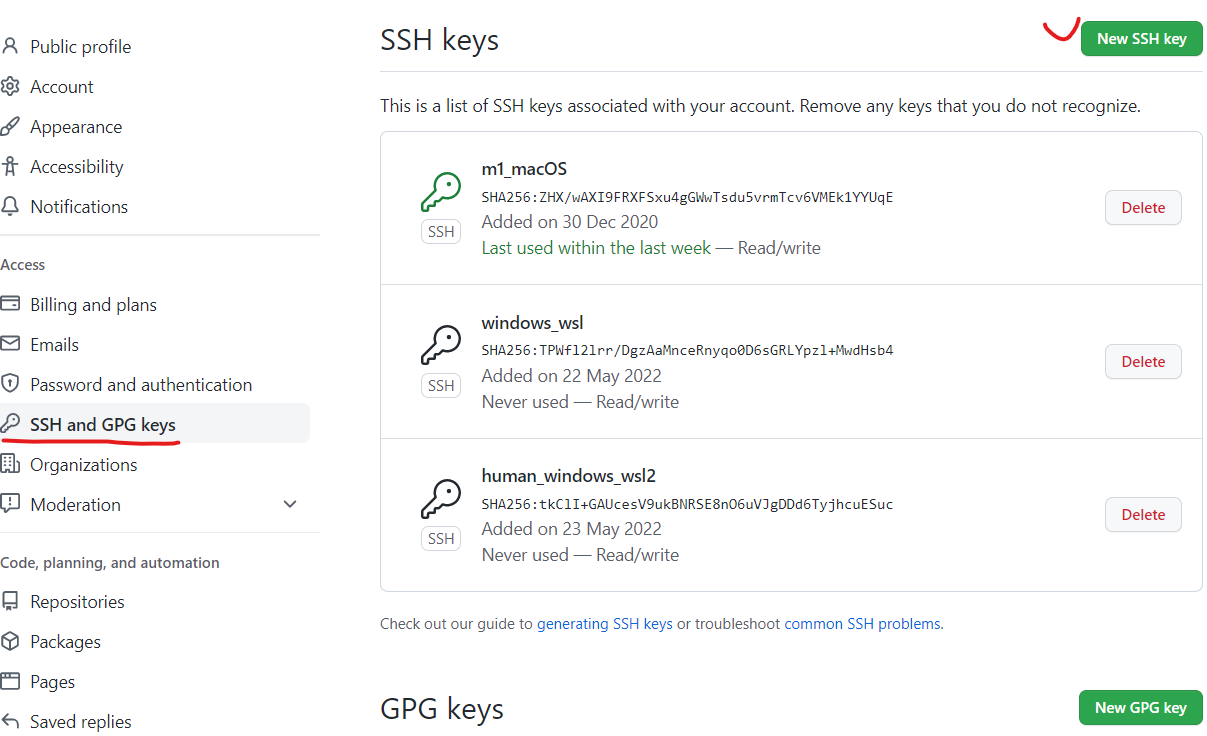 Public profile
Account
Appearance
Accessibility
Notifications
Access
Billing and plans
Emails
Password and authentication
SSH and GPG keys
Organizations
Moderation
Code, planning, and automation
Repositories
Packages
Pages
Saved replies
SSH keys
New SSH key
This is a list of SSH keys associated with your account. Remove any keys that you do not recognize.
m1_macOS
SHA256:ZHX/wAXI9FRXFSxu4gGWwTsdu5vrmTcv6VMEk1YYUqE
SSH
Added on 30 Dec 2020
Last used within the last week — Read/write
Delete
windows_wsl
SHA256:TPWfl2lrr/DgzAaMnceRnyqo0D6sGRLYpzl+MwdHsb4
SSH
Added on 22 May 2022
Never used — Read/write
Delete
human_windows_wsl2
SHA256:tkClI+GAUcesV9ukBNRSE8nO6uVJgDDd6TyjhcuESuc
SSH
Added on 23 May 2022
Never used — Read/write
Delete
Check out our guide to generating SSH keys or troubleshoot common SSH problems.
GPG keys
New GPG key